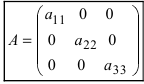 A = ( a₁₁ 0 0
0 a₂₂ 0
0 0 a₃₃ )